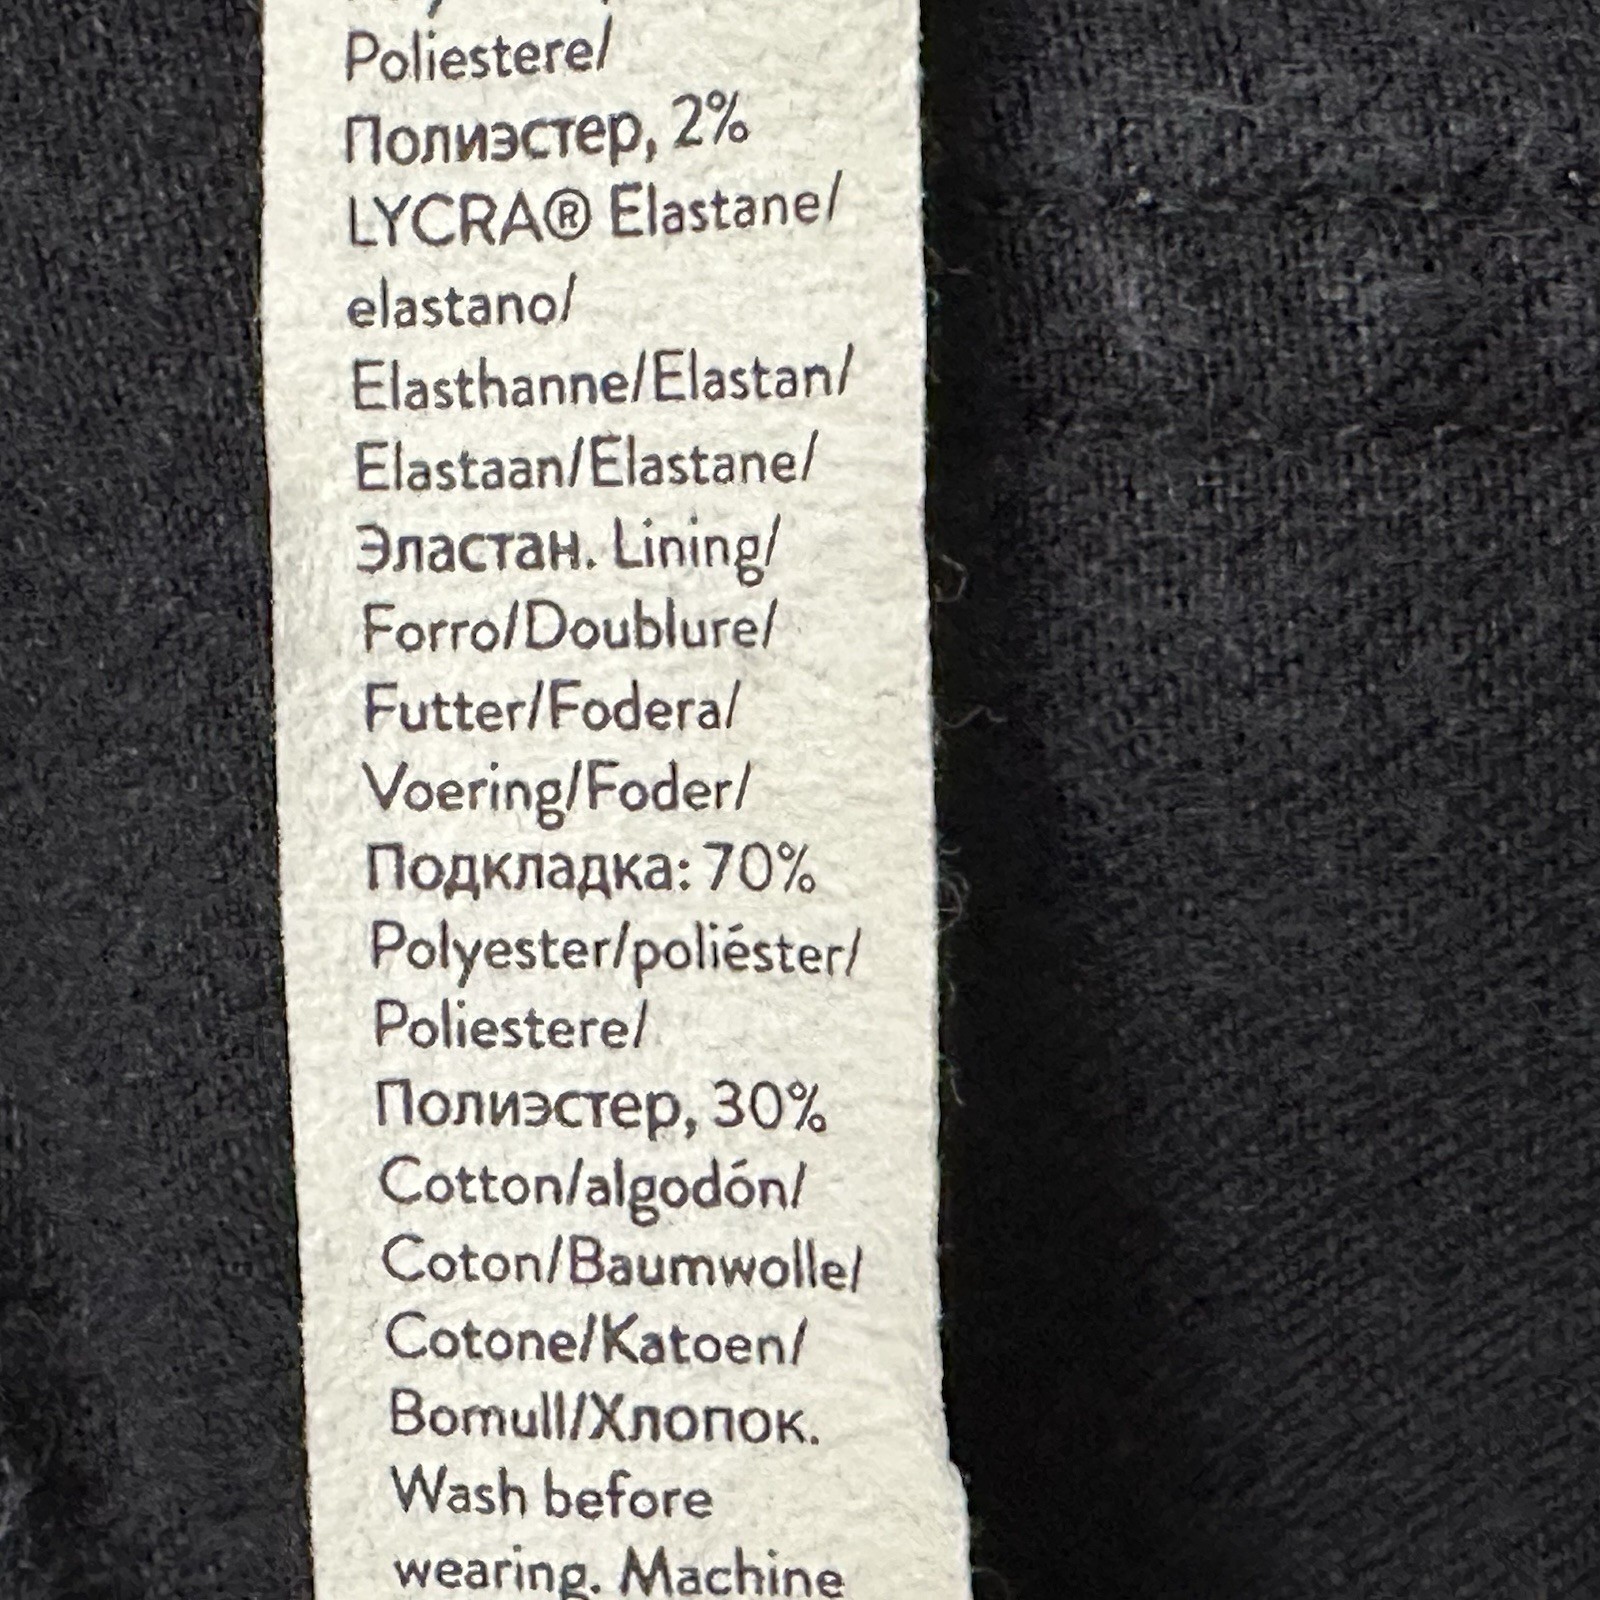 Poliestere/
Полиэстер, 2%
LYCRA® Elastane/
elastano/
Elasthanne/Elastan/
Elastaan/Elastane/
Эластан. Lining/
Forro/Doublure/
Futter/Fodera/
Voering/Foder/
Подкладка: 70%
Polyester/poliéster/
Poliestere/
Полиэстер, 30%
Cotton/algodón/
Coton/Baumwolle/
Cotone/Katoen/
Bomull/Хлопок.
Wash before
wearing. Machine